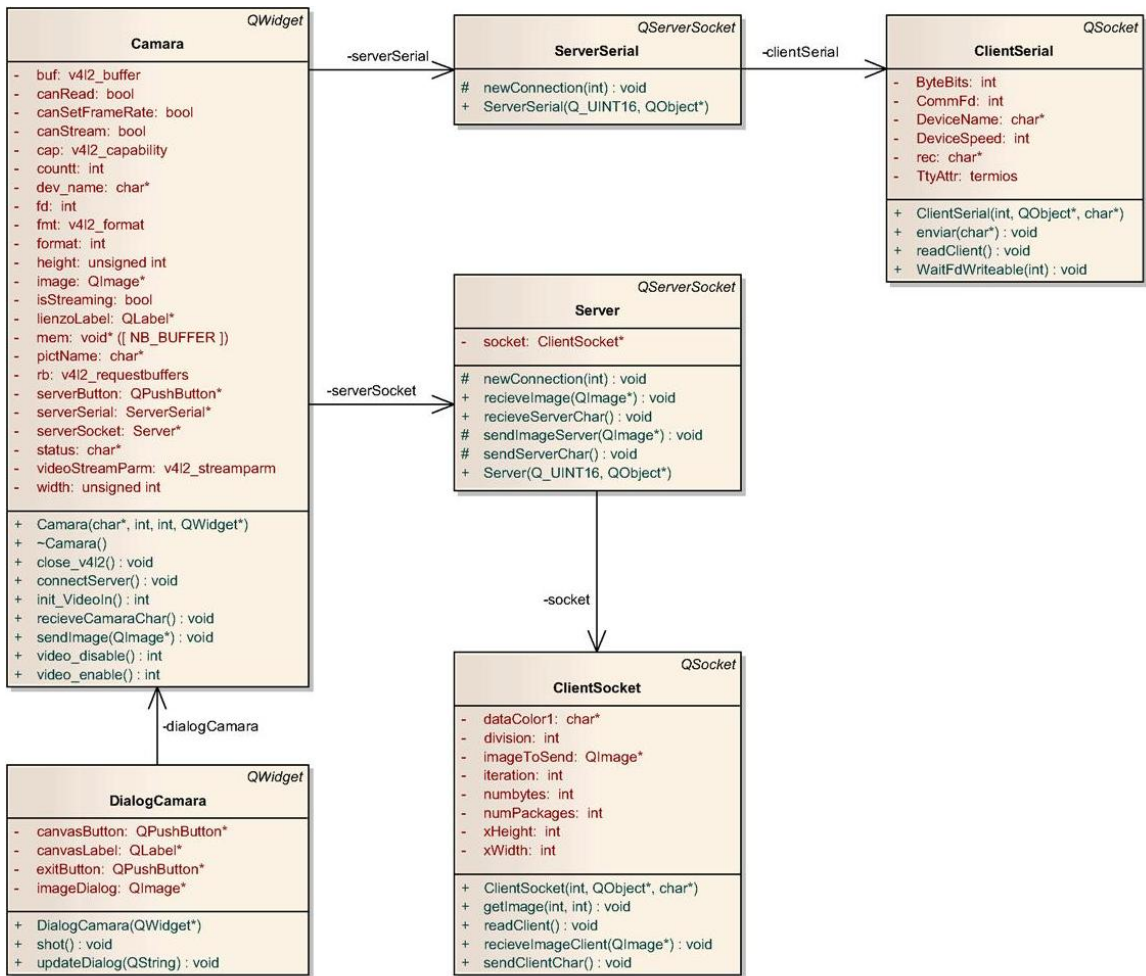 QWidget
Camara
- buf: v4l2_buffer
- canRead: bool
- canSetFrameRate: bool
- canStream: bool
- cap: v4l2_capability
- countt: int
- dev_name: char*
- fd: int
- fmt: v4l2_format
- format: int
- height: unsigned int
- image: QImage*
- isStreaming: bool
- lienzoLabel: QLabel*
- mem: void* ([ NB_BUFFER ])
- pictName: char*
- rb: v4l2_requestbuffers
- serverButton: QPushButton*
- serverSerial: ServerSerial*
- serverSocket: Server*
- status: char*
- videoStreamParm: v4l2_streamparm
- width: unsigned int
+ Camara(char*, int, int, QWidget*)
+ ~Camara()
+ close_v4l2() : void
+ connectServer() : void
+ init_VideoIn() : int
+ recieveCamaraChar() : void
+ sendImage(QImage*) : void
+ video_disable() : int
+ video_enable() : int
-serverSerial
QServerSocket
ServerSerial
# newConnection(int) : void
+ ServerSerial(Q_UINT16, QObject*)
-clientSerial
QSocket
ClientSerial
- ByteBits: int
- CommFd: int
- DeviceName: char*
- DeviceSpeed: int
- rec: char*
- TtyAttr: termios
+ ClientSerial(int, QObject*, char*)
+ enviar(char*) : void
+ readClient() : void
+ WaitFdWriteable(int) : void
-serverSocket
QServerSocket
Server
- socket: ClientSocket*
# newConnection(int) : void
+ recieveImage(QImage*) : void
+ recieveServerChar() : void
# sendImageServer(QImage*) : void
# sendServerChar() : void
+ Server(Q_UINT16, QObject*)
-socket
QSocket
ClientSocket
- dataColor1: char*
- division: int
- imageToSend: QImage*
- iteration: int
- numbytes: int
- numPackages: int
- xHeight: int
- xWidth: int
+ ClientSocket(int, QObject*, char*)
+ getImage(int, int) : void
+ readClient() : void
+ recieveImageClient(QImage*) : void
+ sendClientChar() : void
-dialogCamara
QWidget
DialogCamara
- canvasButton: QPushButton*
- canvasLabel: QLabel*
- exitButton: QPushButton*
- imageDialog: QImage*
+ DialogCamara(QWidget*)
+ shot() : void
+ updateDialog(QString) : void